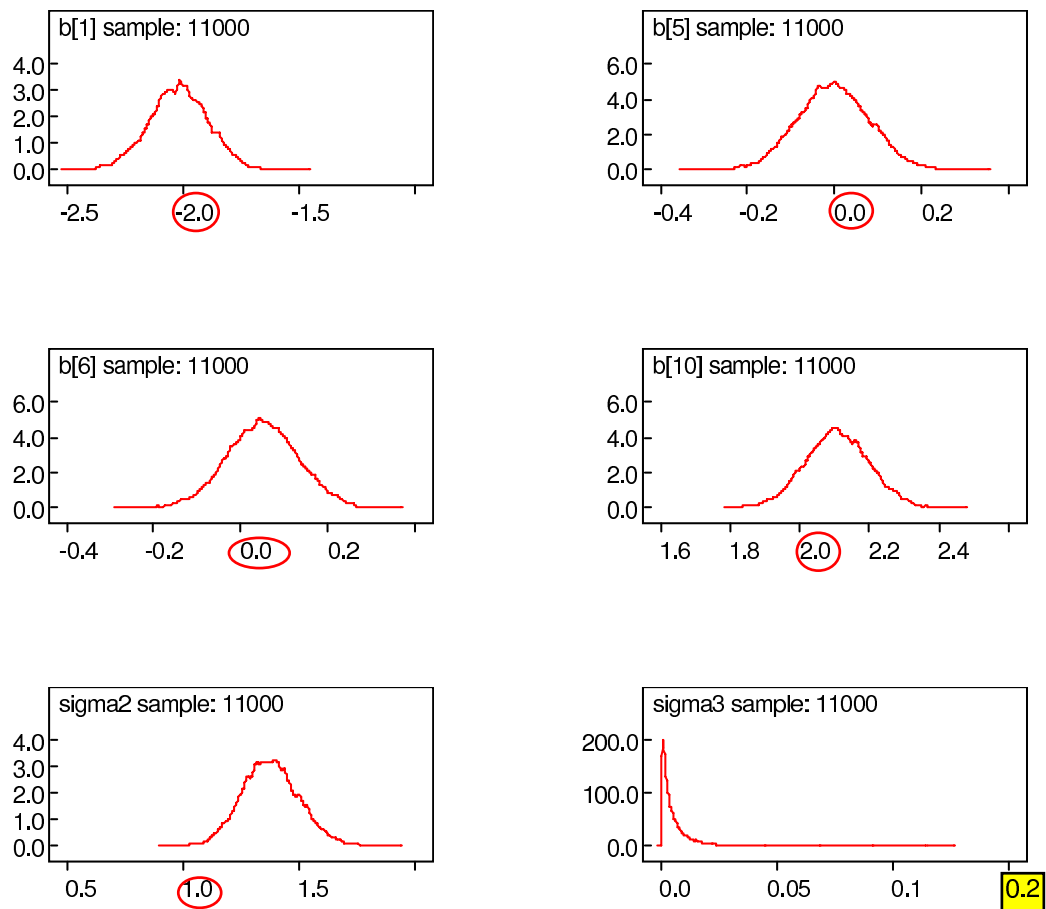 b[1] sample: 11000
4.0
3.0
2.0
1.0
0.0
-2.5 -2.0 -1.5
b[5] sample: 11000
6.0
4.0
2.0
0.0
-0.4 -0.2 0.0 0.2
b[6] sample: 11000
6.0
4.0
2.0
0.0
-0.4 -0.2 0.0 0.2
b[10] sample: 11000
6.0
4.0
2.0
0.0
1.6 1.8 2.0 2.2 2.4
sigma2 sample: 11000
4.0
3.0
2.0
1.0
0.0
0.5 1.0 1.5
sigma3 sample: 11000
200.0
100.0
0.0
0.0 0.05 0.1 0.2